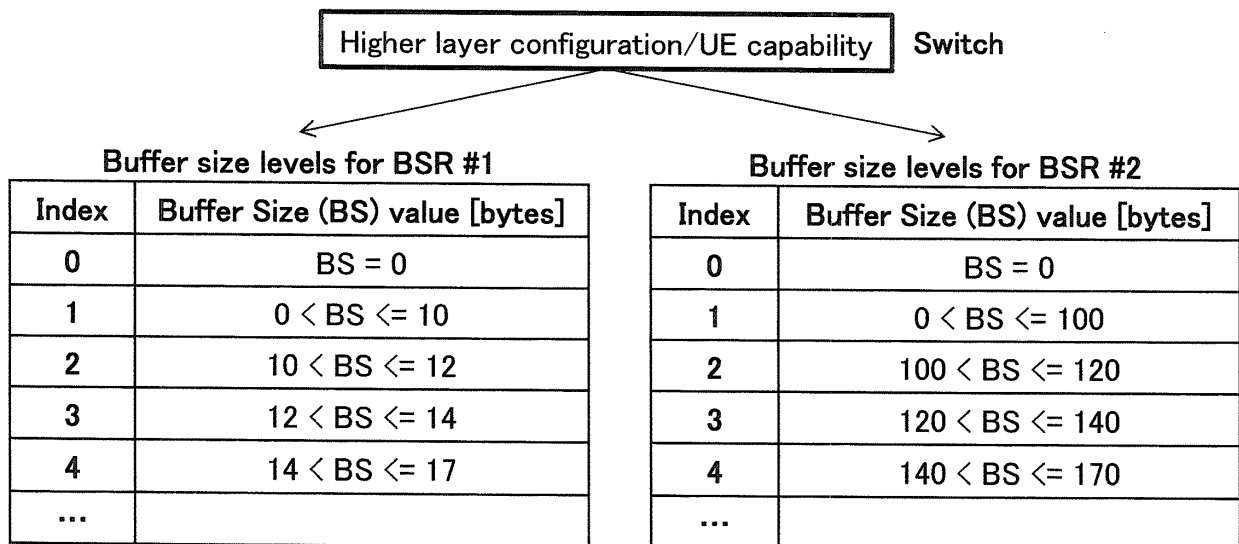 Higher layer configuration/UE capability Switch
Buffer size levels for BSR #1
Index Buffer Size (BS) value [bytes]
0 BS = 0
1 0 < BS <= 10
2 10 < BS <= 12
3 12 < BS <= 14
4 14 < BS <= 17
...
Buffer size levels for BSR #2
Index Buffer Size (BS) value [bytes]
0 BS = 0
1 0 < BS <= 100
2 100 < BS <= 120
3 120 < BS <= 140
4 140 < BS <= 170
...